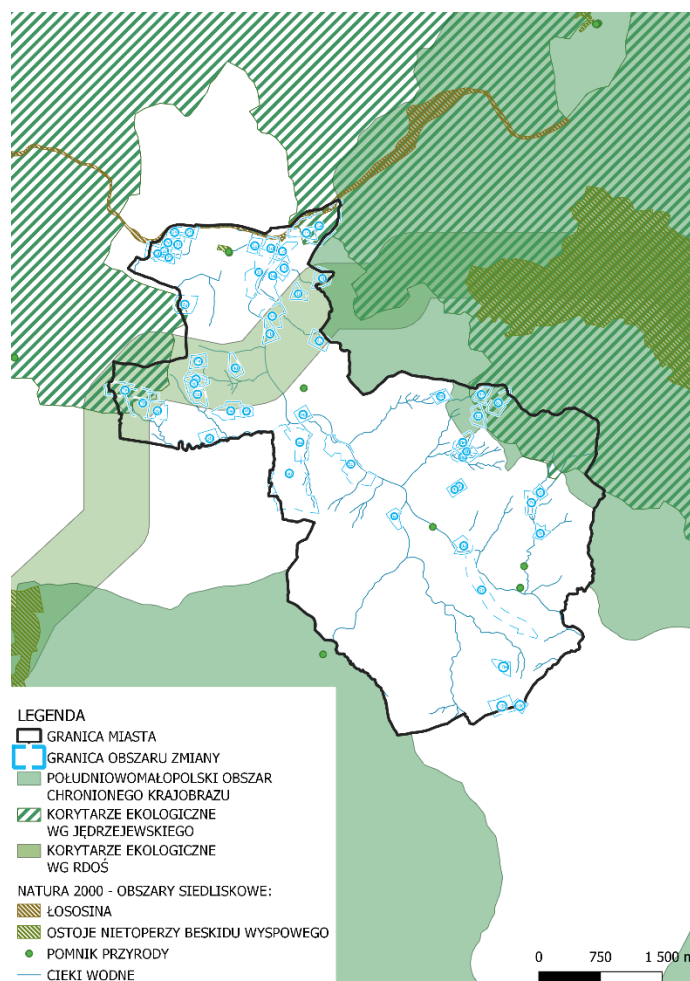 LEGENDA
GRANICA MIASTA
GRANICA OBSZARU ZMIANY
POŁUDNIOWOMAŁOPOLSKI OBSZAR
CHRONIONEGO KRAJOBRAZU
KORYTARZE EKOLOGICZNE
WG JĘDRZEJEWSKIEGO
KORYTARZE EKOLOGICZNE
WG RDOŚ
NATURA 2000 - OBSZARY SIEDLISKOWE:
ŁOSOSINA
OSTOJE NIETOPERZY BESKIDU WYSPOWEGO
POMNIK PRZYRODY
CIEKI WODNE
0 750 1 500 m